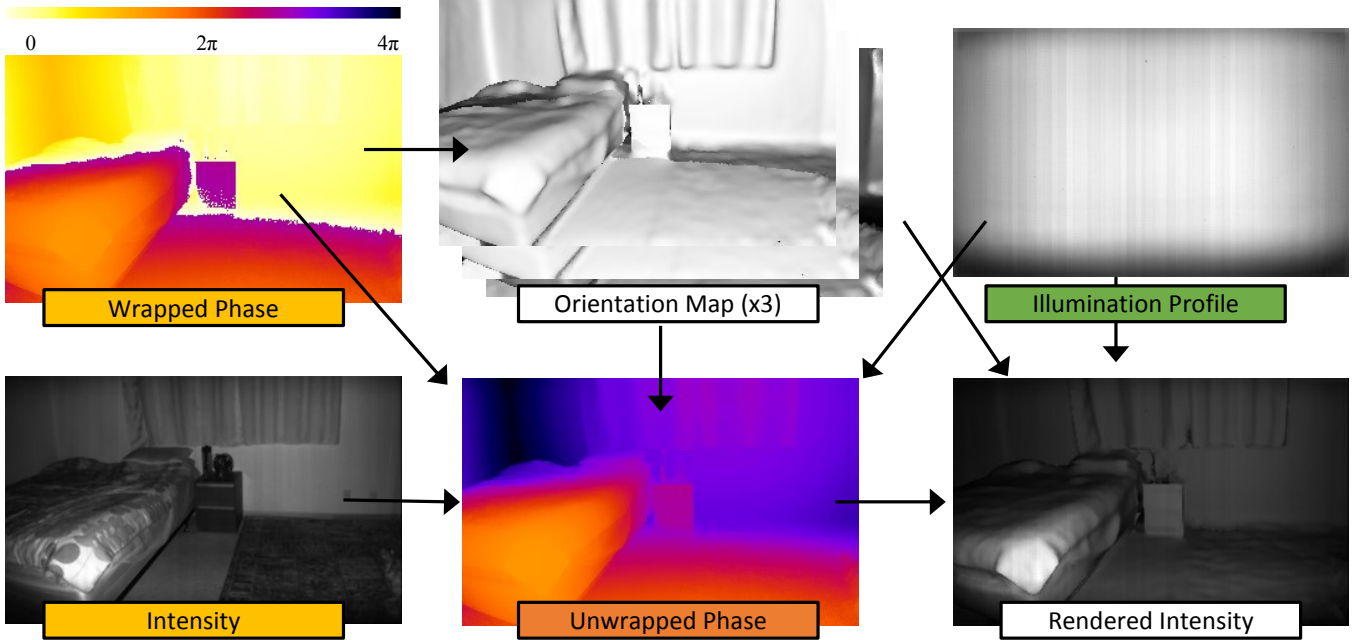 0 2π 4π
Wrapped Phase
Orientation Map (x3)
Illumination Profile
Intensity
Unwrapped Phase
Rendered Intensity